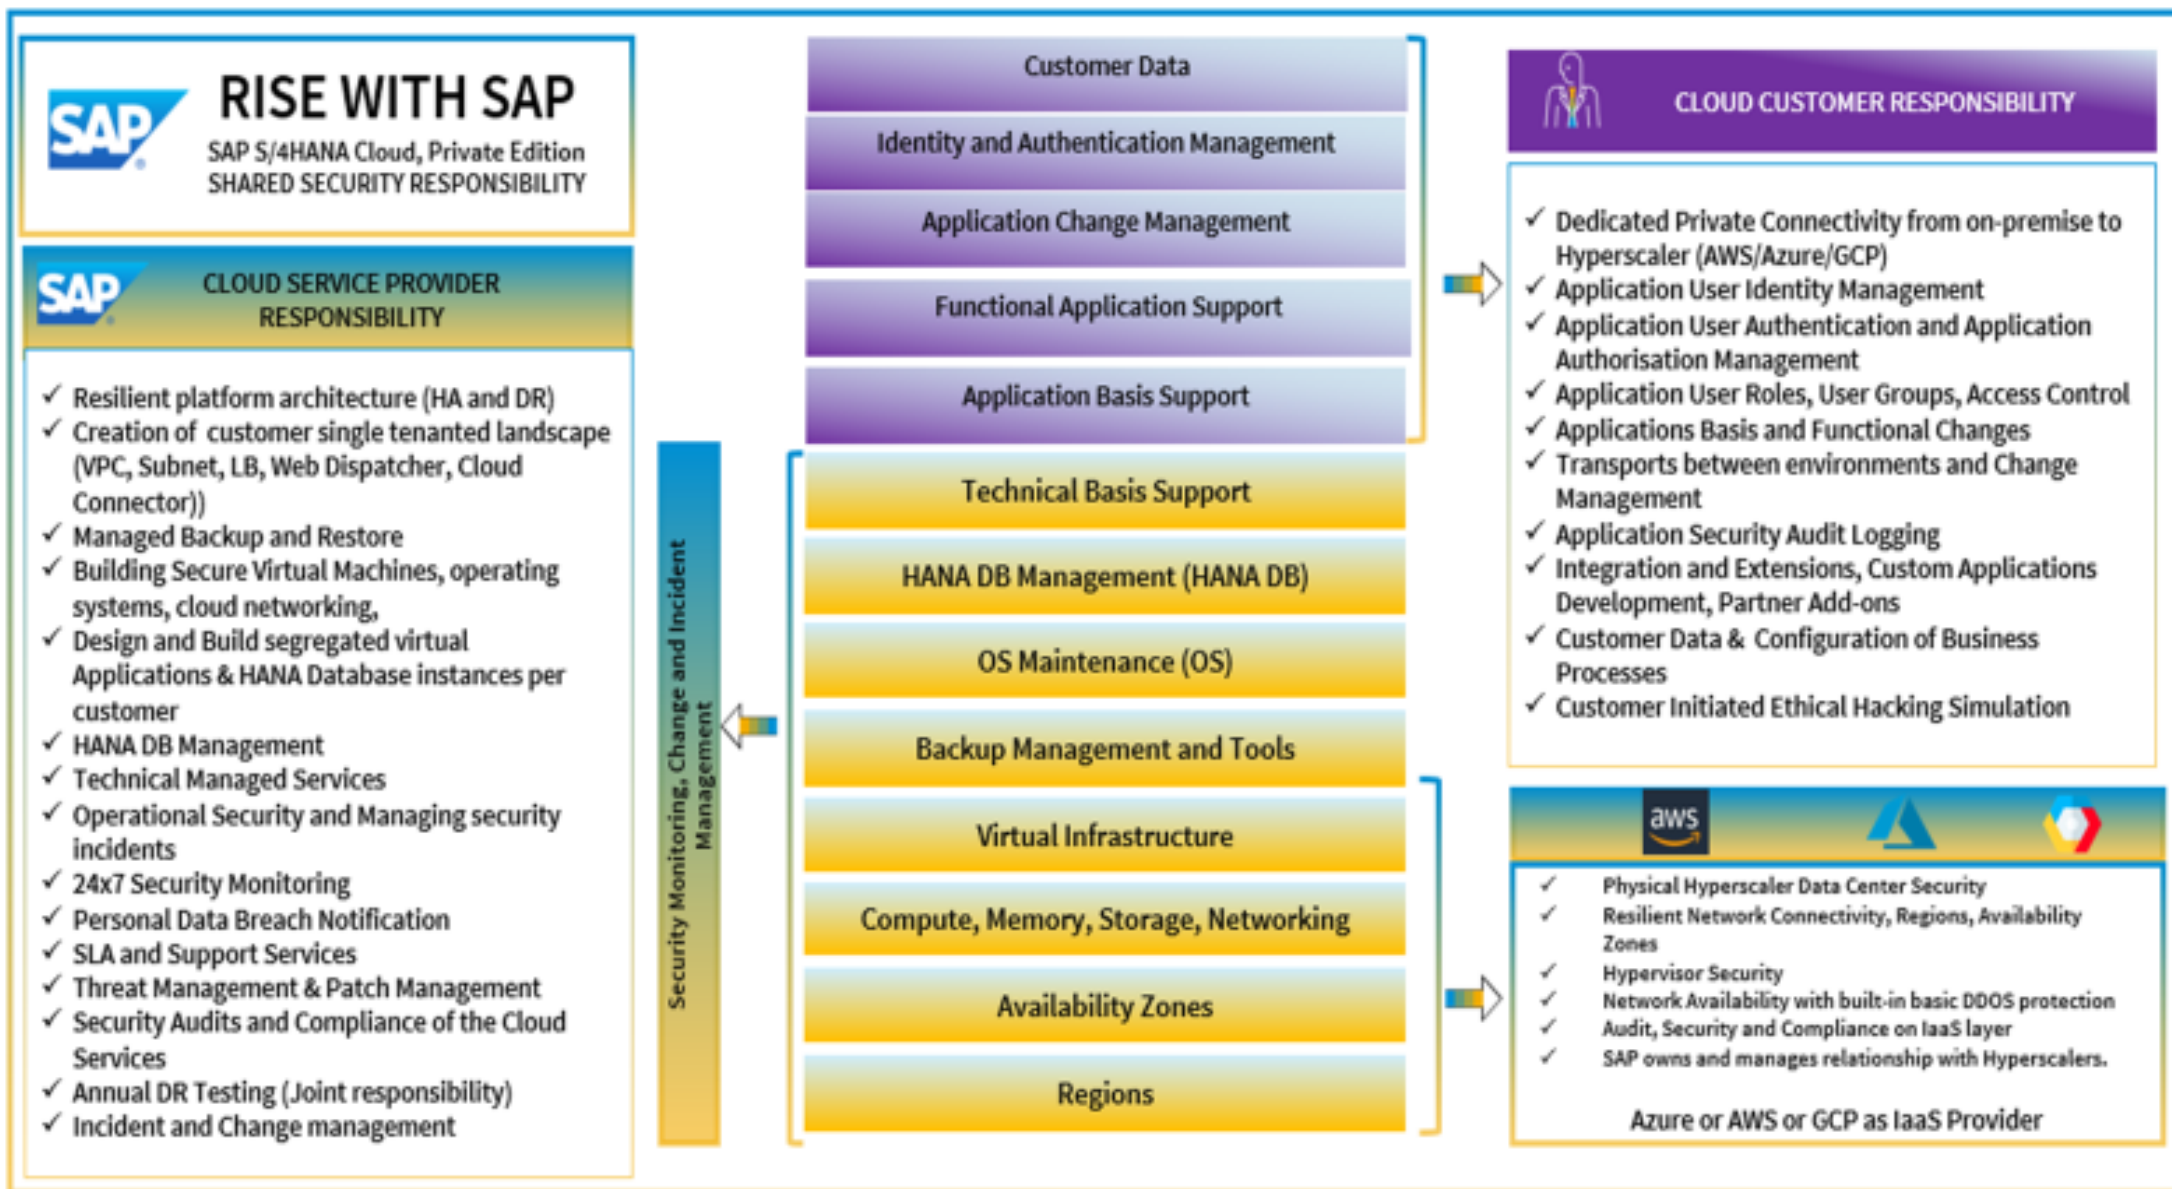 SAP
RISE WITH SAP
SAP S/4HANA Cloud, Private Edition
SHARED SECURITY RESPONSIBILITY
SAP
CLOUD SERVICE PROVIDER
RESPONSIBILITY
✓ Resilient platform architecture (HA and DR)
✓ Creation of customer single tenanted landscape
(VPC, Subnet, LB, Web Dispatcher, Cloud
Connector))
✓ Managed Backup and Restore
✓ Building Secure Virtual Machines, operating
systems, cloud networking,
✓ Design and Build segregated virtual
Applications & HANA Database instances per
customer
✓ HANA DB Management
✓ Technical Managed Services
✓ Operational Security and Managing security
incidents
✓ 24x7 Security Monitoring
✓ Personal Data Breach Notification
✓ SLA and Support Services
✓ Threat Management & Patch Management
✓ Security Audits and Compliance of the Cloud
Services
✓ Annual DR Testing (Joint responsibility)
✓ Incident and Change management
Security Monitoring, Change and Incident
Management
Customer Data
Identity and Authentication Management
Application Change Management
Functional Application Support
Application Basis Support
Technical Basis Support
HANA DB Management (HANA DB)
OS Maintenance (OS)
Backup Management and Tools
Virtual Infrastructure
Compute, Memory, Storage, Networking
Availability Zones
Regions
CLOUD CUSTOMER RESPONSIBILITY
✓ Dedicated Private Connectivity from on-premise to
Hyperscaler (AWS/Azure/GCP)
✓ Application User Identity Management
✓ Application User Authentication and Application
Authorisation Management
✓ Application User Roles, User Groups, Access Control
✓ Applications Basis and Functional Changes
✓ Transports between environments and Change
Management
✓ Application Security Audit Logging
✓ Integration and Extensions, Custom Applications
Development, Partner Add-ons
✓ Customer Data & Configuration of Business
Processes
✓ Customer Initiated Ethical Hacking Simulation
aws
✓ Physical Hyperscaler Data Center Security
✓ Resilient Network Connectivity, Regions, Availability
Zones
✓ Hypervisor Security
✓ Network Availability with built-in basic DDOS protection
✓ Audit, Security and Compliance on IaaS layer
✓ SAP owns and manages relationship with Hyperscalers.
Azure or AWS or GCP as IaaS Provider